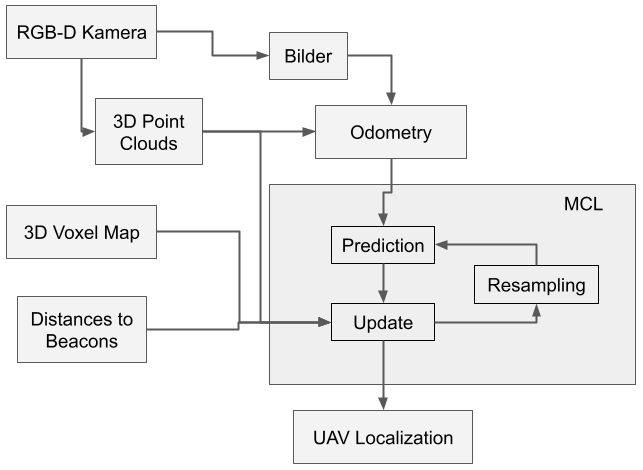 RGB-D Kamera
Bilder
3D Point
Clouds
Odometry
MCL
3D Voxel Map
Prediction
Resampling
Distances to
Beacons
Update
UAV Localization